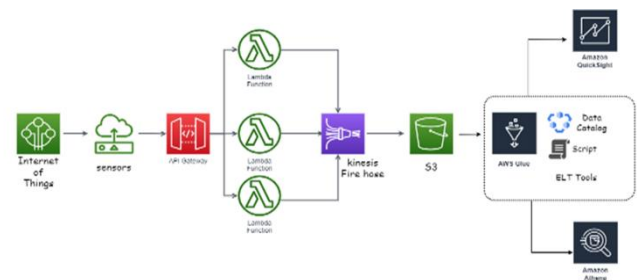 Internet
of
Things
sensors
API Gateway
Lambda
Function
Lambda
Function
Lambda
Function
kinesis
Fire hose
S3
AWS Glue
Data
Catalog
Script
ELT Tools
Amazon
QuickSight
Amazon
Athena